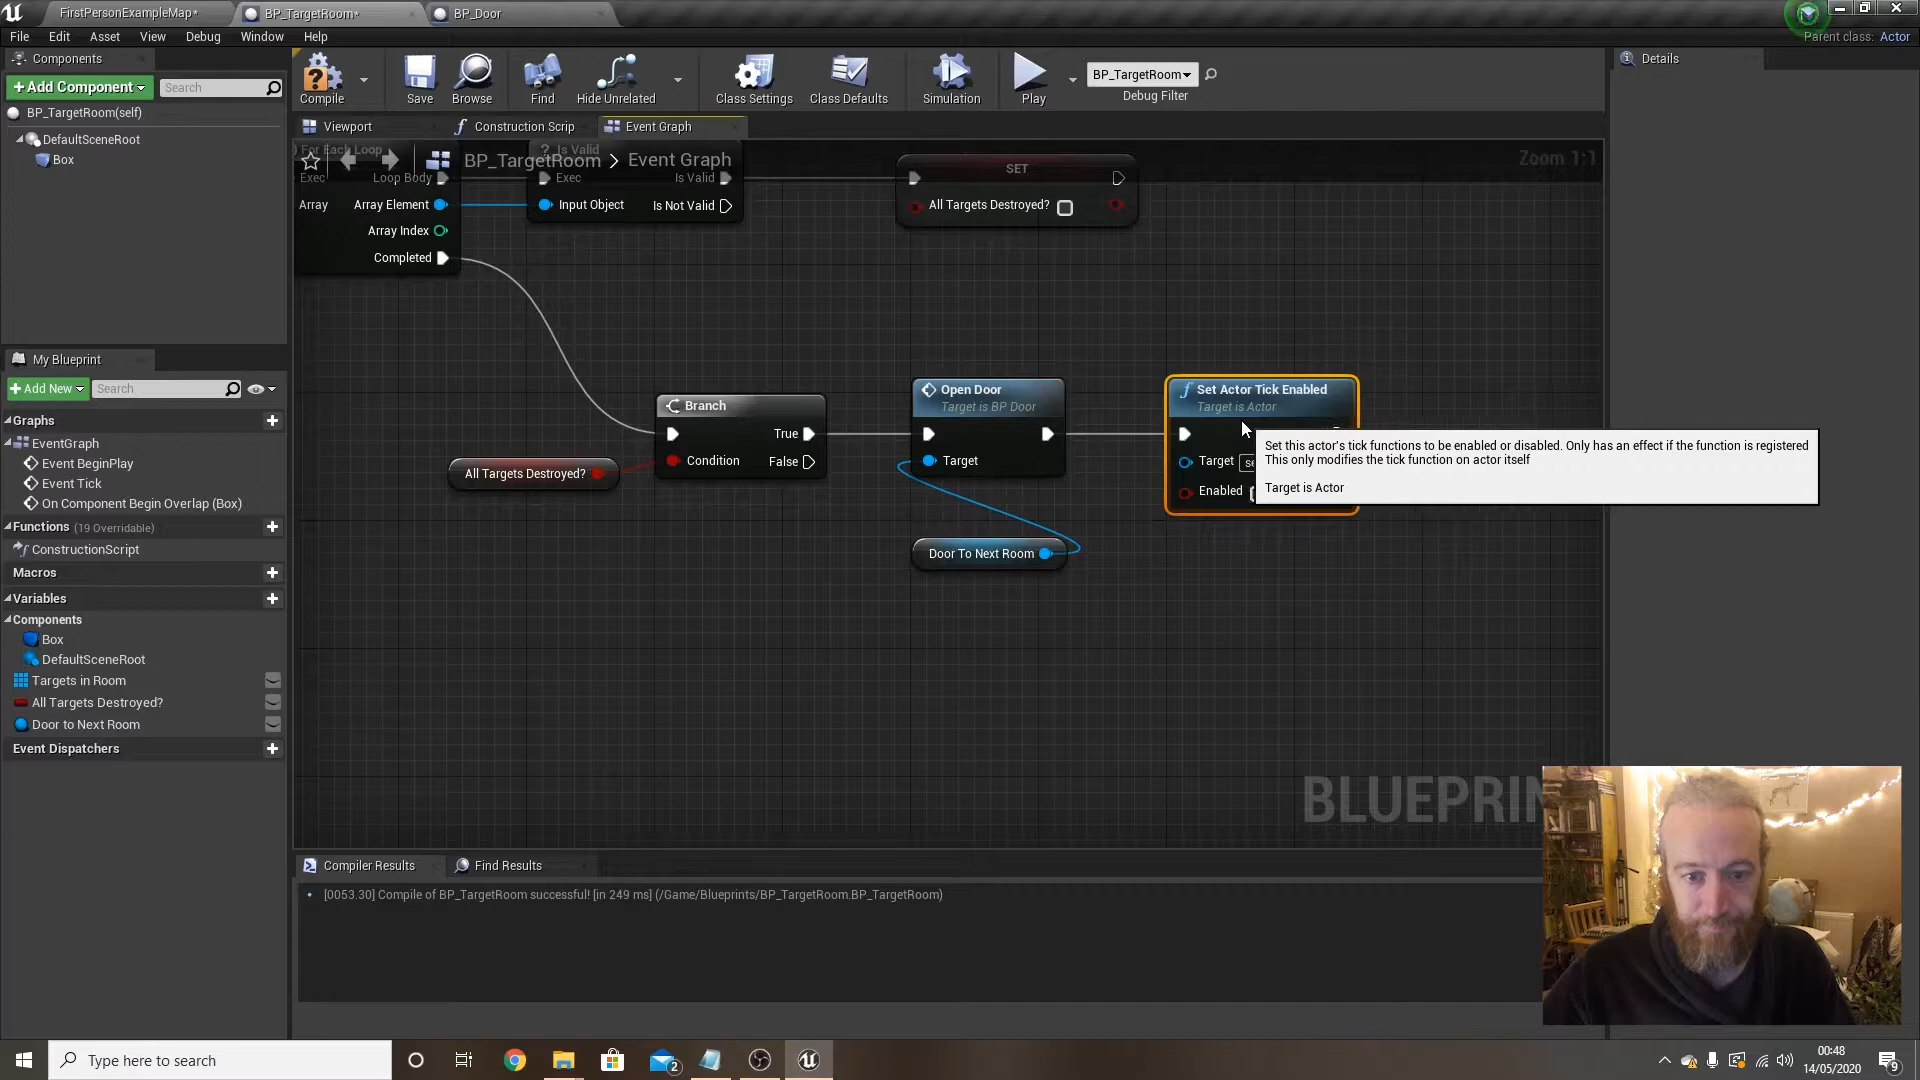 FirstPersonExampleMap*
BP_TargetRoom*
BP_Door
File Edit Asset View Debug Window Help
Parent class: Actor
Components
+Add Component
Search
BP_TargetRoom(self)
DefaultSceneRoot
Box
Compile
Save
Browse
Find
Hide Unrelated
Class Settings
Class Defaults
Simulation
Play
BP_TargetRoom
Debug Filter
Details
Viewport
Construction Scrip
Event Graph
BP_TargetRoom > Event Graph
Zoom 1:1
For Each Loop
Exec Loop Body
Array Array Element
Array Index
Completed
? Is Valid
Exec Is Valid
Input Object Is Not Valid
SET
All Targets Destroyed?
Branch
True
Condition False
All Targets Destroyed?
Open Door
Target is BP Door
Target
Door To Next Room
Set Actor Tick Enabled
Target is Actor
Target
Enabled
Set this actor's tick functions to be enabled or disabled. Only has an effect if the function is registered
This only modifies the tick function on actor itself
Target is Actor
My Blueprint
+Add New
Search
Graphs
EventGraph
Event BeginPlay
Event Tick
On Component Begin Overlap (Box)
Functions (19 Overridable)
ConstructionScript
Macros
Variables
Components
Box
DefaultSceneRoot
Targets in Room
All Targets Destroyed?
Door to Next Room
Event Dispatchers
BLUEPRIN
Compiler Results
Find Results
[0053.30] Compile of BP_TargetRoom successful! [in 249 ms] (/Game/Blueprints/BP_TargetRoom.BP_TargetRoom)
Type here to search
2
00:48
14/05/2020
9